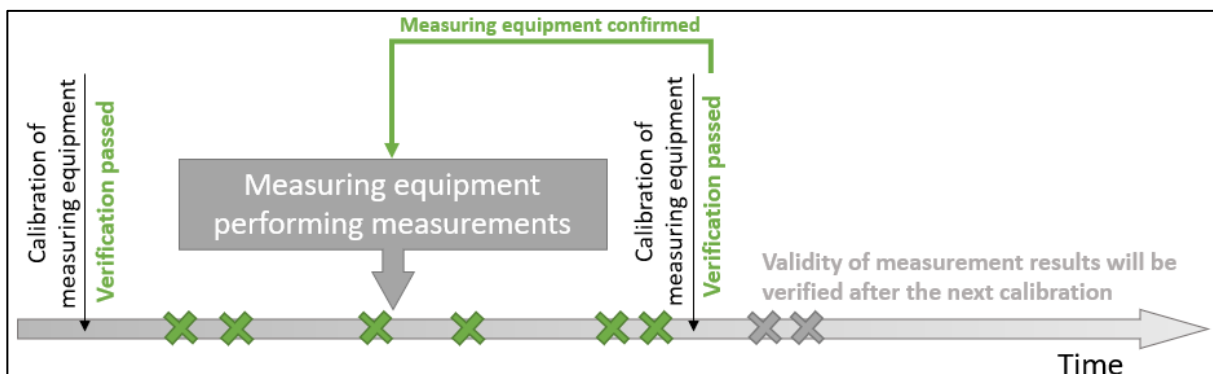 Measuring equipment confirmed
Calibration of
measuring equipment
Verification passed
Measuring equipment
performing measurements
Calibration of
measuring equipment
Verification passed
Validity of measurement results will be
verified after the next calibration
Time